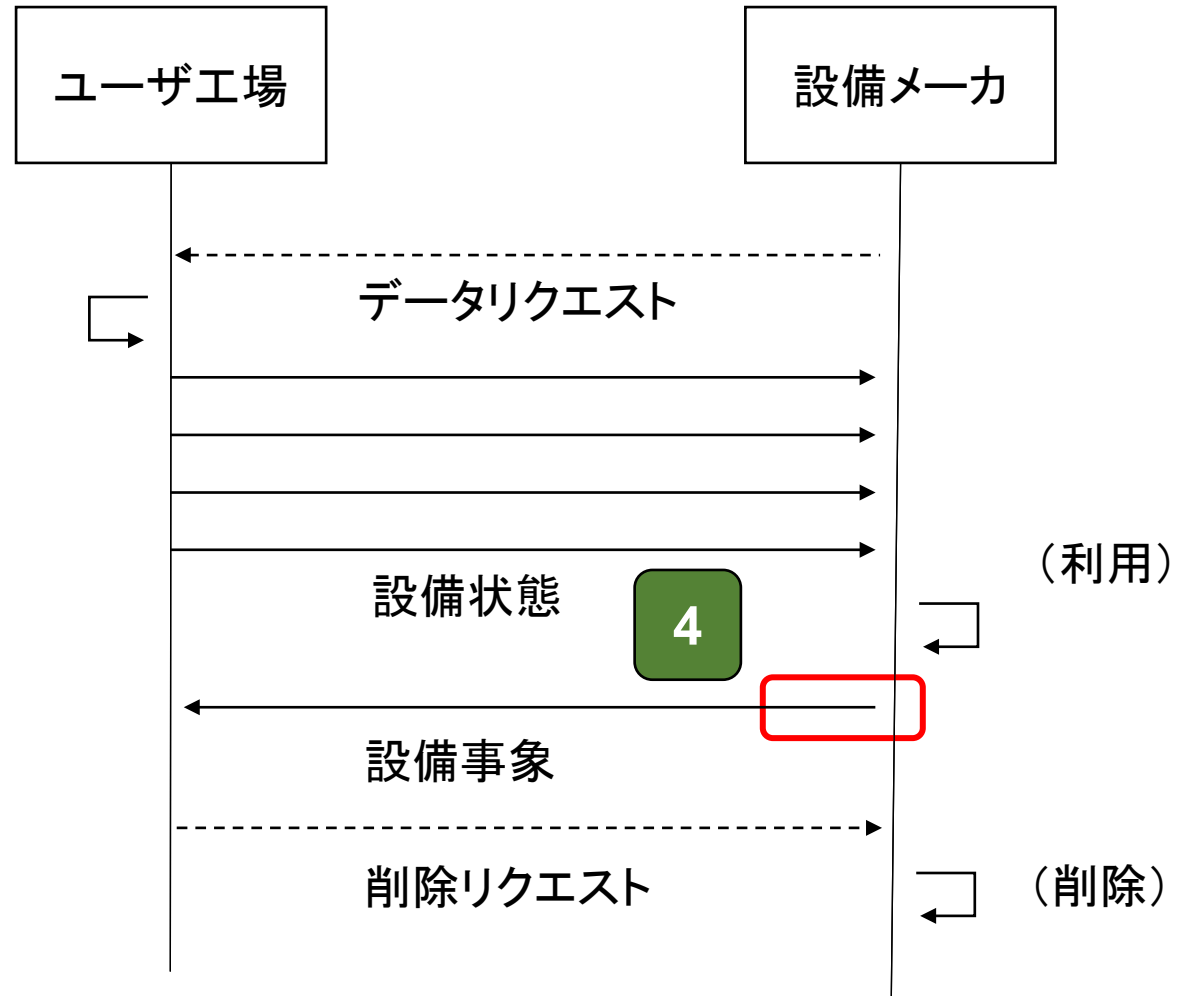 ユーザ工場
設備メーカ
データリクエスト
(利用)
設備状態
4
設備事象
削除リクエスト
(削除)